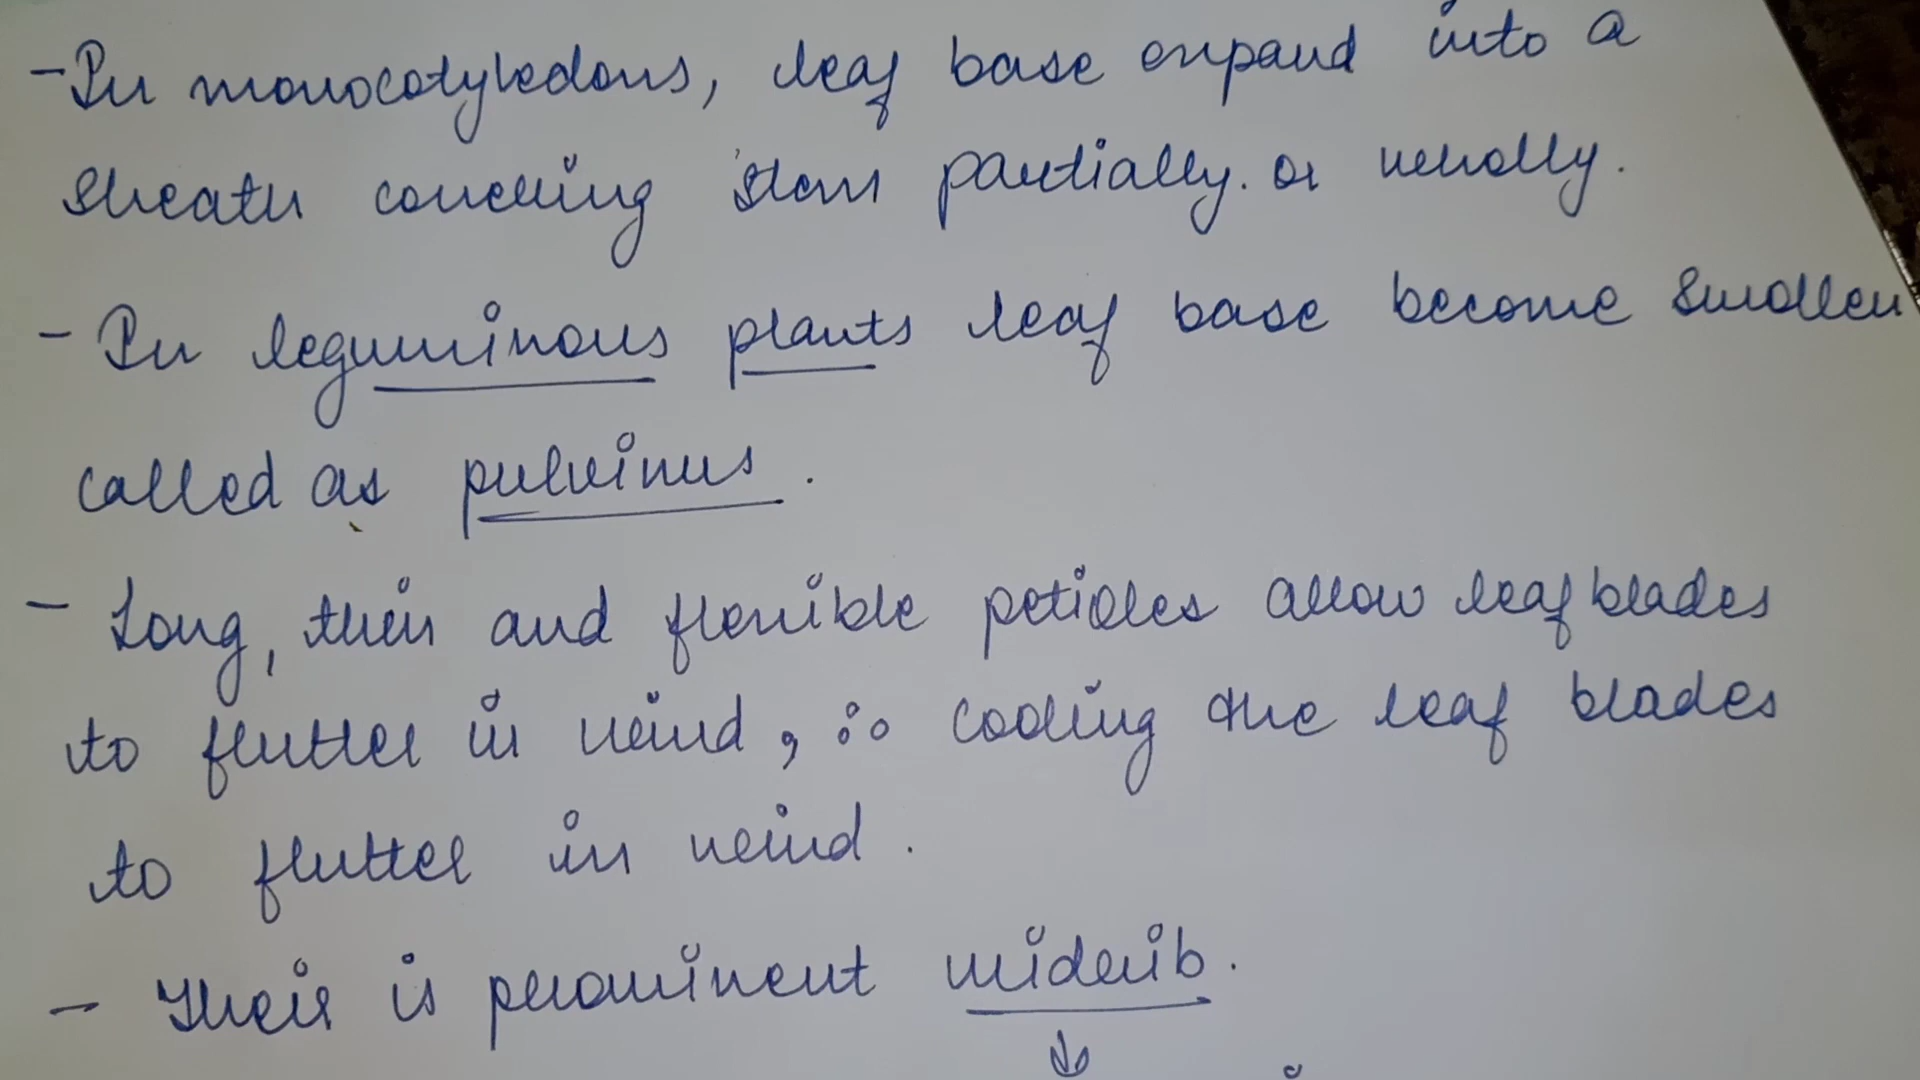 - In monocotyledons, leaf base expand into a
sheath covering stem partially. or wholly.
- In leguminous plants leaf base become swollen
called as pulvinus.
- Long, thin and flexible petioles allow leaf blades
to flutter in wind, ∴ cooling the leaf blades
to flutter in wind.
- Their is prominent midrib.
↓